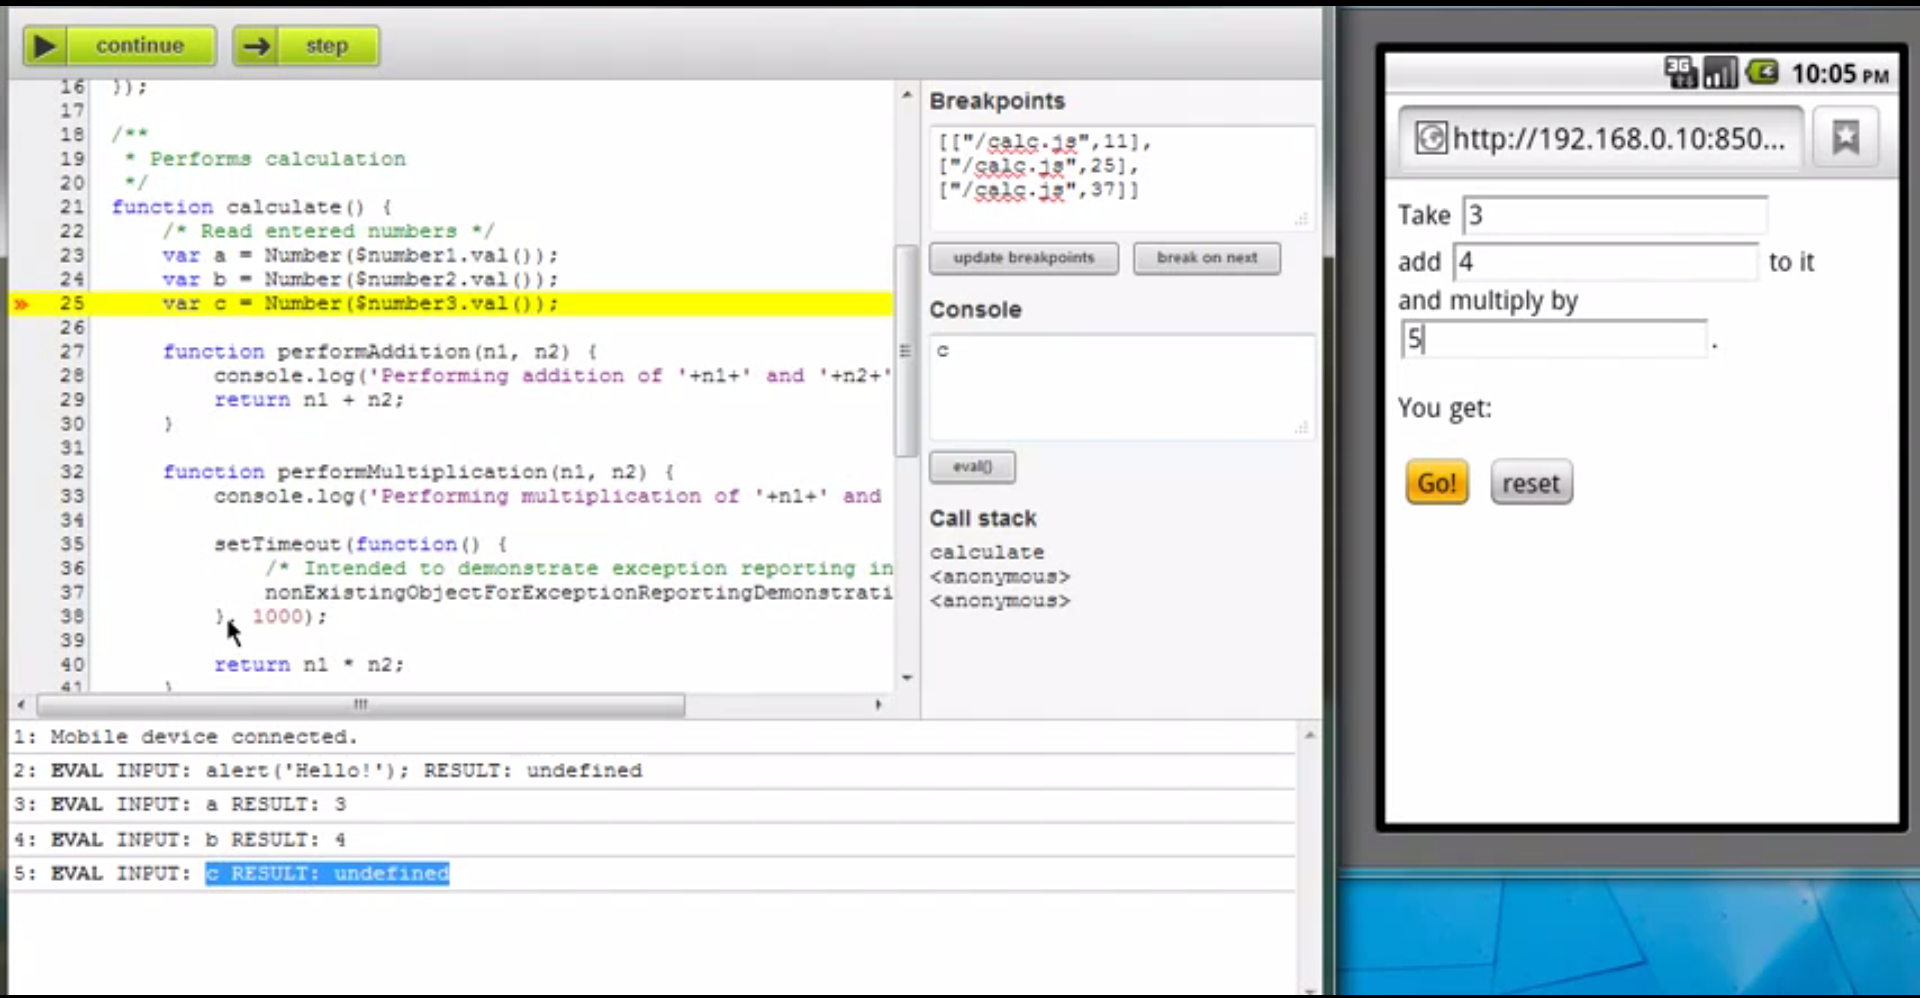 continue
step
16 });
17
18 /**
19 * Performs calculation
20 */
21 function calculate() {
22 /* Read entered numbers */
23 var a = Number($number1.val());
24 var b = Number($number2.val());
» 25 var c = Number($number3.val());
26
27 function performAddition(n1, n2) {
28 console.log('Performing addition of '+n1+' and '+n2+'
29 return n1 + n2;
30 }
31
32 function performMultiplication(n1, n2) {
33 console.log('Performing multiplication of '+n1+' and
34
35 setTimeout(function() {
36 /* Intended to demonstrate exception reporting in
37 nonExistingObjectForExceptionReportingDemonstrati
38 }, 1000);
39
40 return n1 * n2;
41 }
Breakpoints
[["/calc.js",11],
["/calc.js",25],
["/calc.js",37]]
update breakpoints
break on next
Console
c
eval()
Call stack
calculate
<anonymous>
<anonymous>
1: Mobile device connected.
2: EVAL INPUT: alert('Hello!'); RESULT: undefined
3: EVAL INPUT: a RESULT: 3
4: EVAL INPUT: b RESULT: 4
5: EVAL INPUT: c RESULT: undefined
3G 10:05 PM
http://192.168.0.10:850...
Take 3
add 4 to it
and multiply by
5 .
You get:
Go! reset